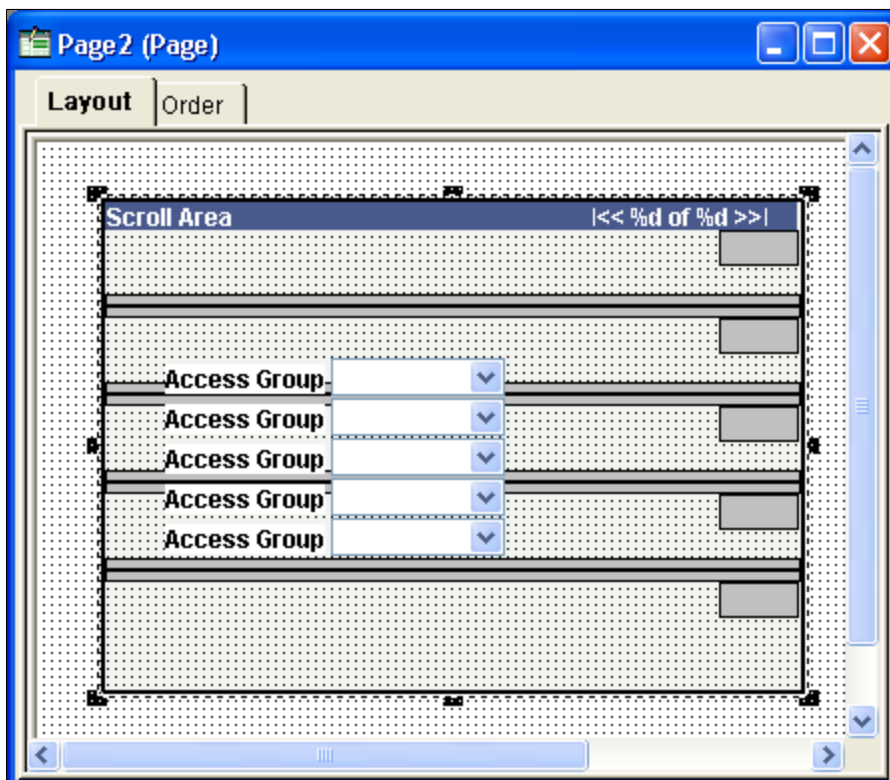 Page2 (Page)
Layout
Order
Scroll Area |<< %d of %d >>| |
Access Group
Access Group
Access Group
Access Group
Access Group